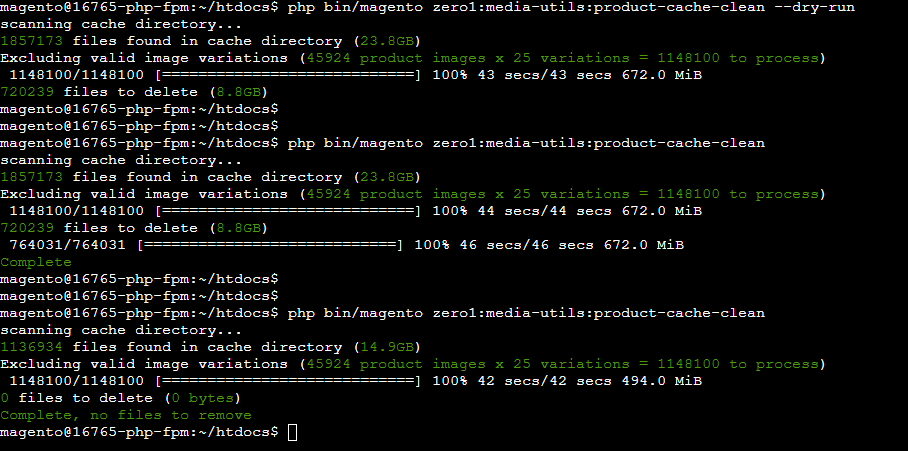 magento@16765-php-fpm:~/htdocs$ php bin/magento zero1:media-utils:product-cache-clean --dry-run
scanning cache directory...
1857173 files found in cache directory (23.8GB)
Excluding valid image variations (45924 product images x 25 variations = 1148100 to process)
 1148100/1148100 [============================] 100% 43 secs/43 secs 672.0 MiB
720239 files to delete (8.8GB)
magento@16765-php-fpm:~/htdocs$
magento@16765-php-fpm:~/htdocs$
magento@16765-php-fpm:~/htdocs$ php bin/magento zero1:media-utils:product-cache-clean
scanning cache directory...
1857173 files found in cache directory (23.8GB)
Excluding valid image variations (45924 product images x 25 variations = 1148100 to process)
 1148100/1148100 [============================] 100% 44 secs/44 secs 672.0 MiB
720239 files to delete (8.8GB)
 764031/764031 [============================] 100% 46 secs/46 secs 672.0 MiB
Complete
magento@16765-php-fpm:~/htdocs$
magento@16765-php-fpm:~/htdocs$
magento@16765-php-fpm:~/htdocs$ php bin/magento zero1:media-utils:product-cache-clean
scanning cache directory...
1136934 files found in cache directory (14.9GB)
Excluding valid image variations (45924 product images x 25 variations = 1148100 to process)
 1148100/1148100 [============================] 100% 42 secs/42 secs 494.0 MiB
0 files to delete (0 bytes)
Complete, no files to remove
magento@16765-php-fpm:~/htdocs$